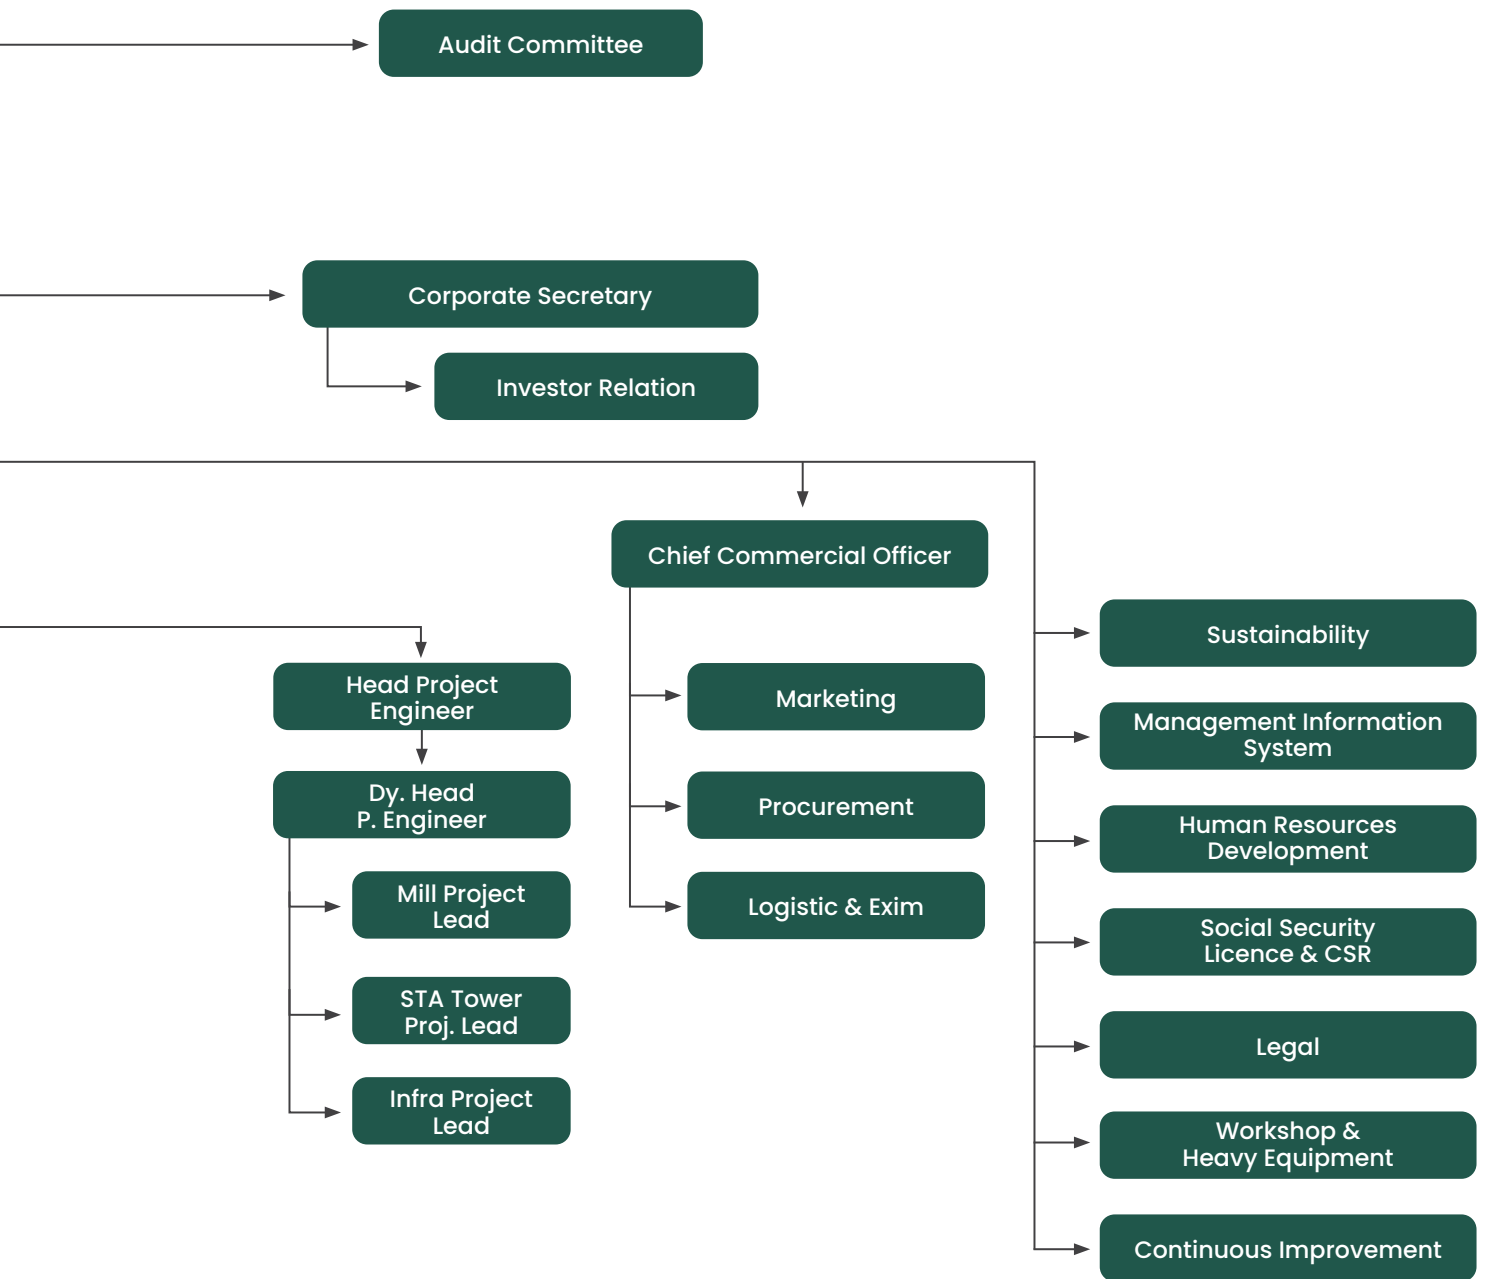 Audit Committee
Corporate Secretary
Investor Relation
Chief Commercial Officer
Head Project
Engineer
Dy. Head
P. Engineer
Mill Project
Lead
STA Tower
Proj. Lead
Infra Project
Lead
Marketing
Procurement
Logistic & Exim
Sustainability
Management Information
System
Human Resources
Development
Social Security
Licence & CSR
Legal
Workshop &
Heavy Equipment
Continuous Improvement